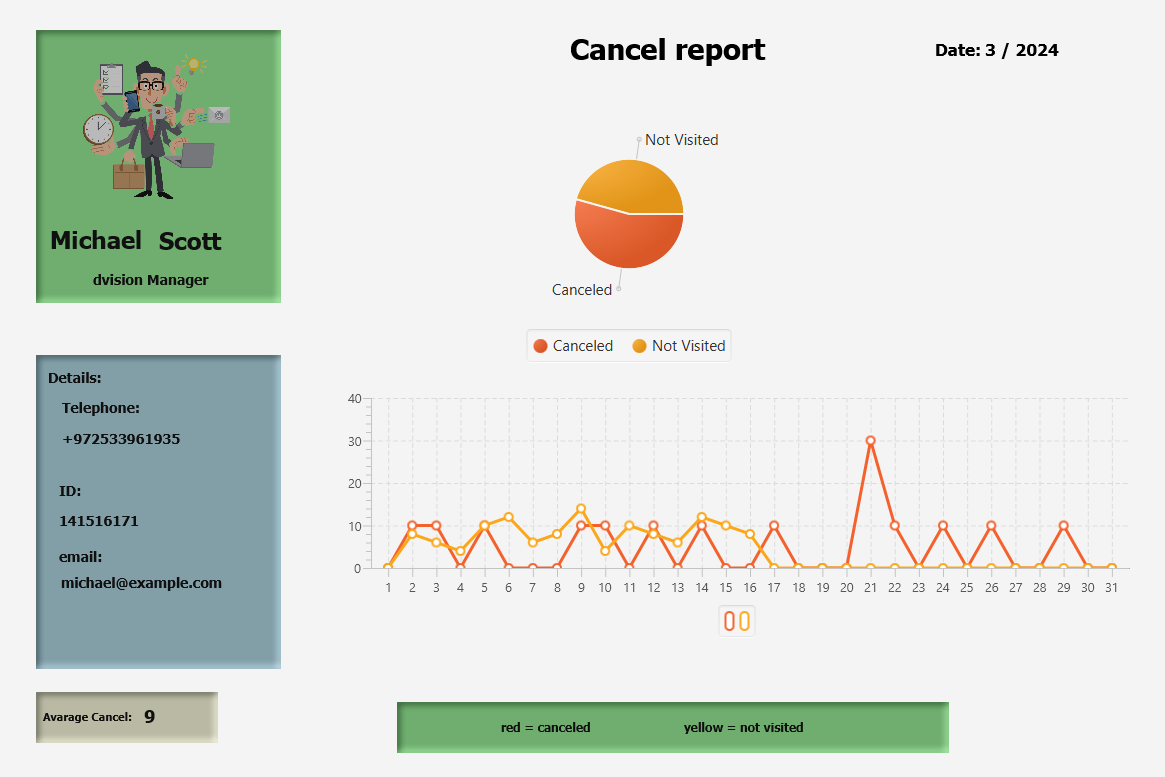 Cancel report
Date: 3 / 2024
Michael Scott
dvision Manager
Not Visited
Canceled
Canceled Not Visited
Details:
Telephone:
+972533961935
ID:
141516171
email:
michael@example.com
40
30
20
10
0
1 2 3 4 5 6 7 8 9 10 11 12 13 14 15 16 17 18 19 20 21 22 23 24 25 26 27 28 29 30 31
Avarage Cancel: 9
red = canceled yellow = not visited